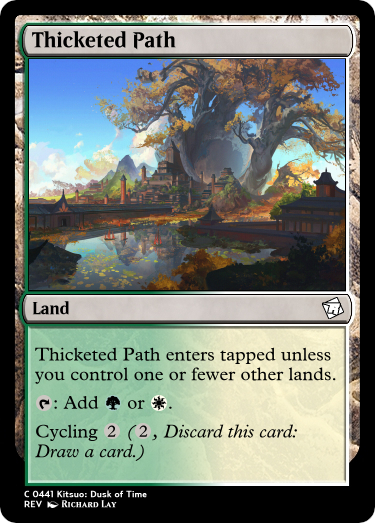 Thicketed Path
Land
Thicketed Path enters tapped unless
you control one or fewer other lands.
: Add or .
Cycling 2 (2, Discard this card:
Draw a card.)
C 0441 Kitsuo: Dusk of Time
REV Richard Lay